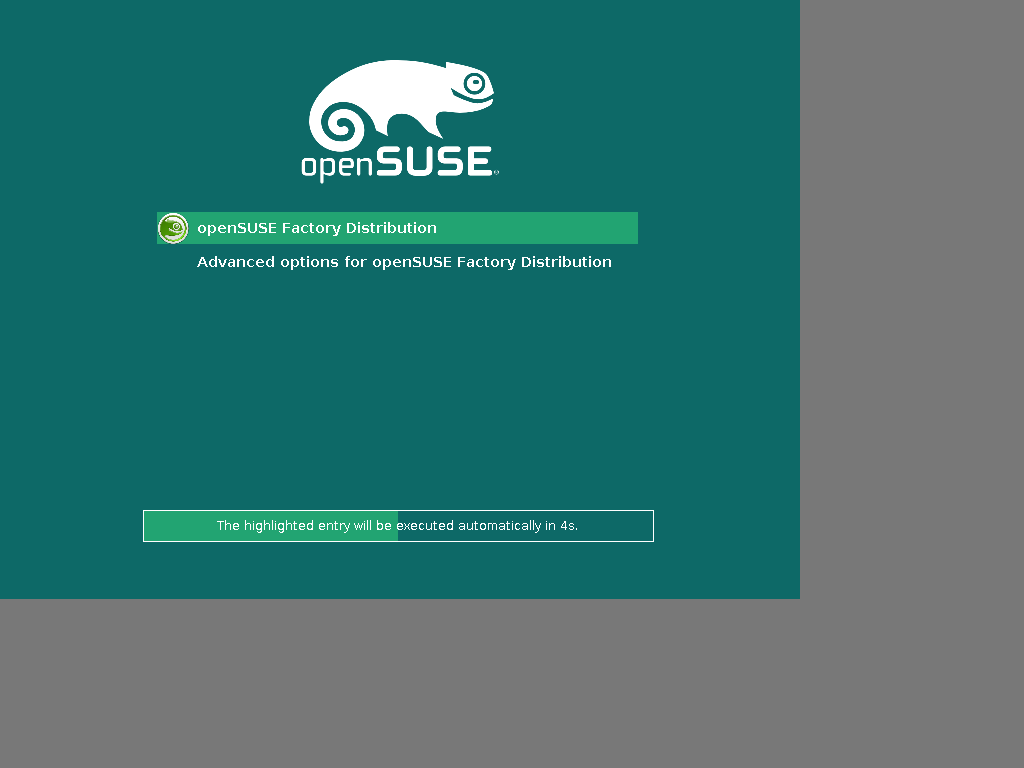 openSUSE®
openSUSE Factory Distribution
Advanced options for openSUSE Factory Distribution
The highlighted entry will be executed automatically in 4s.